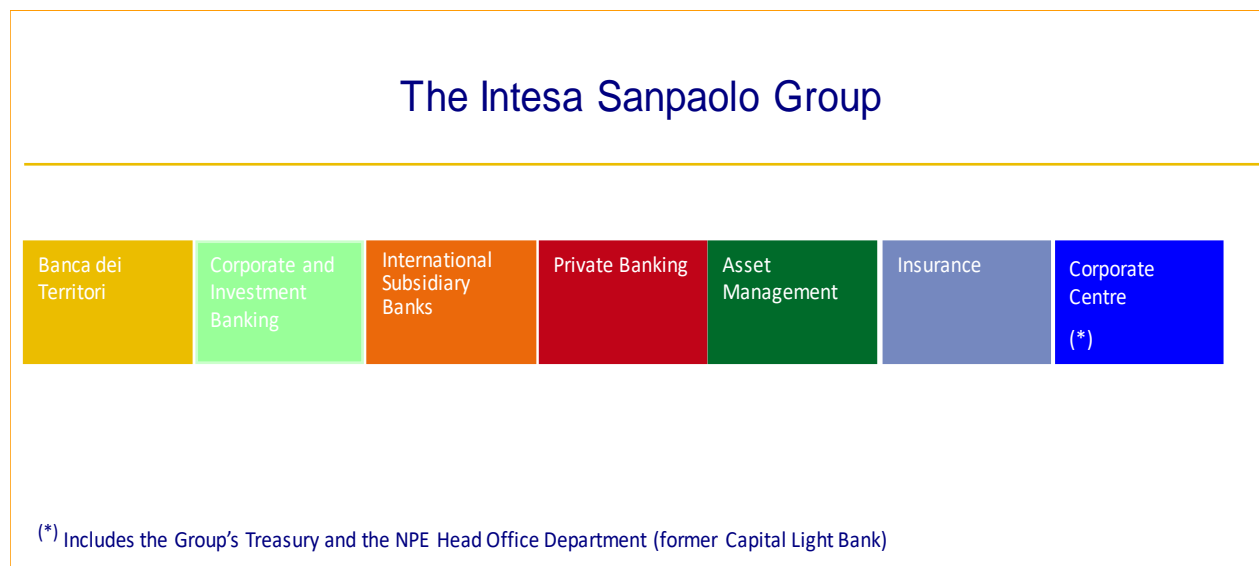 The Intesa Sanpaolo Group
Banca dei
Territori
Corporate and
Investment
Banking
International
Subsidiary
Banks
Private Banking
Asset
Management
Insurance
Corporate
Centre
(*)
(*) Includes the Group’s Treasury and the NPE Head Office Department (former Capital Light Bank)